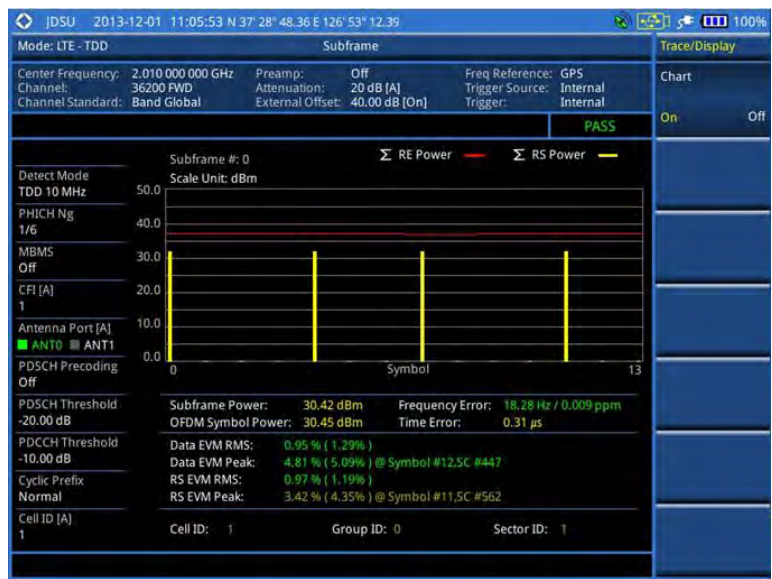 JDSU 2013-12-01 11:05:53 N 37' 28" 48.36 E 126' 53" 12.39 100%
Mode: LTE - TDD Subframe Trace/Display
Center Frequency: 2.010 000 000 GHz Preamp: Off Freq Reference: GPS
Channel: 36200 FWD Attenuation: 20 dB [A] Trigger Source: Internal
Channel Standard: Band Global External Offset: 40.00 dB [On] Trigger: Internal
Chart
On Off
PASS
Subframe #: 0 Σ RE Power Σ RS Power
Scale Unit: dBm
Detect Mode
TDD 10 MHz
PHICH Ng
1/6
MBMS
Off
CFI [A]
1
Antenna Port [A]
ANT0 ANT1
PDSCH Precoding
Off
PDSCH Threshold
-20.00 dB
PDCCH Threshold
-10.00 dB
Cyclic Prefix
Normal
Cell ID [A]
1
50.0
40.0
30.0
20.0
10.0
0.0
0 Symbol 13
Subframe Power: 30.42 dBm Frequency Error: 18.28 Hz / 0.009 ppm
OFDM Symbol Power: 30.45 dBm Time Error: 0.31 μs
Data EVM RMS: 0.95 % ( 1.29% )
Data EVM Peak: 4.81 % ( 5.09% ) @ Symbol #12,SC #447
RS EVM RMS: 0.97 % ( 1.19% )
RS EVM Peak: 3.42 % ( 4.35% ) @ Symbol #11,SC #562
Cell ID: 1 Group ID: 0 Sector ID: 1